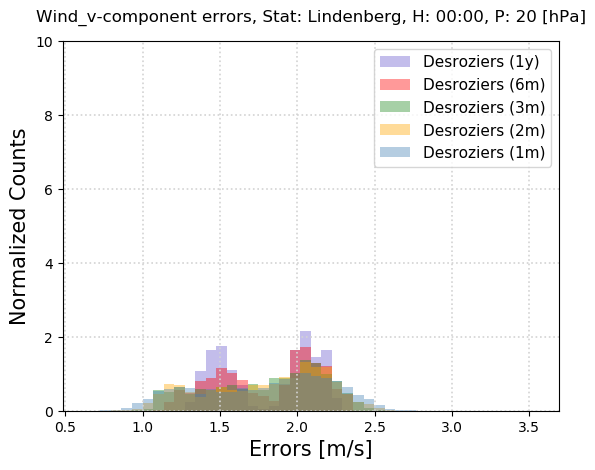 Wind_v-component errors, Stat: Lindenberg, H: 00:00, P: 20 [hPa]
10
8
6
4
2
0
Normalized Counts
Desroziers (1y)
Desroziers (6m)
Desroziers (3m)
Desroziers (2m)
Desroziers (1m)
0.5 1.0 1.5 2.0 2.5 3.0 3.5
Errors [m/s]